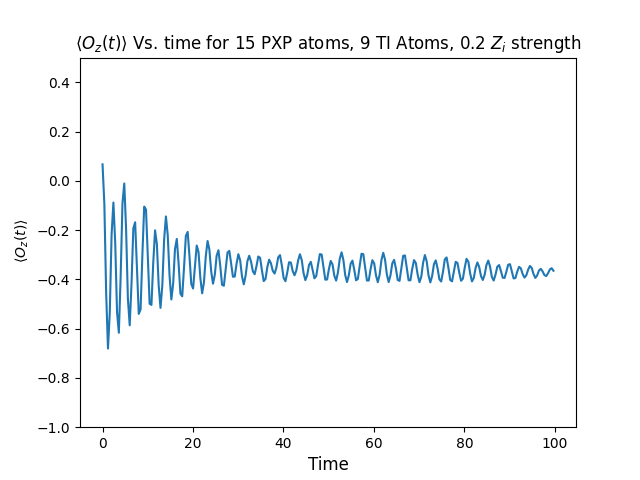 ⟨O_z(t)⟩ Vs. time for 15 PXP atoms, 9 TI Atoms, 0.2 Z_i strength
0.4
0.2
0.0
−0.2
−0.4
−0.6
−0.8
−1.0
⟨O_z(t)⟩
0 20 40 60 80 100
Time